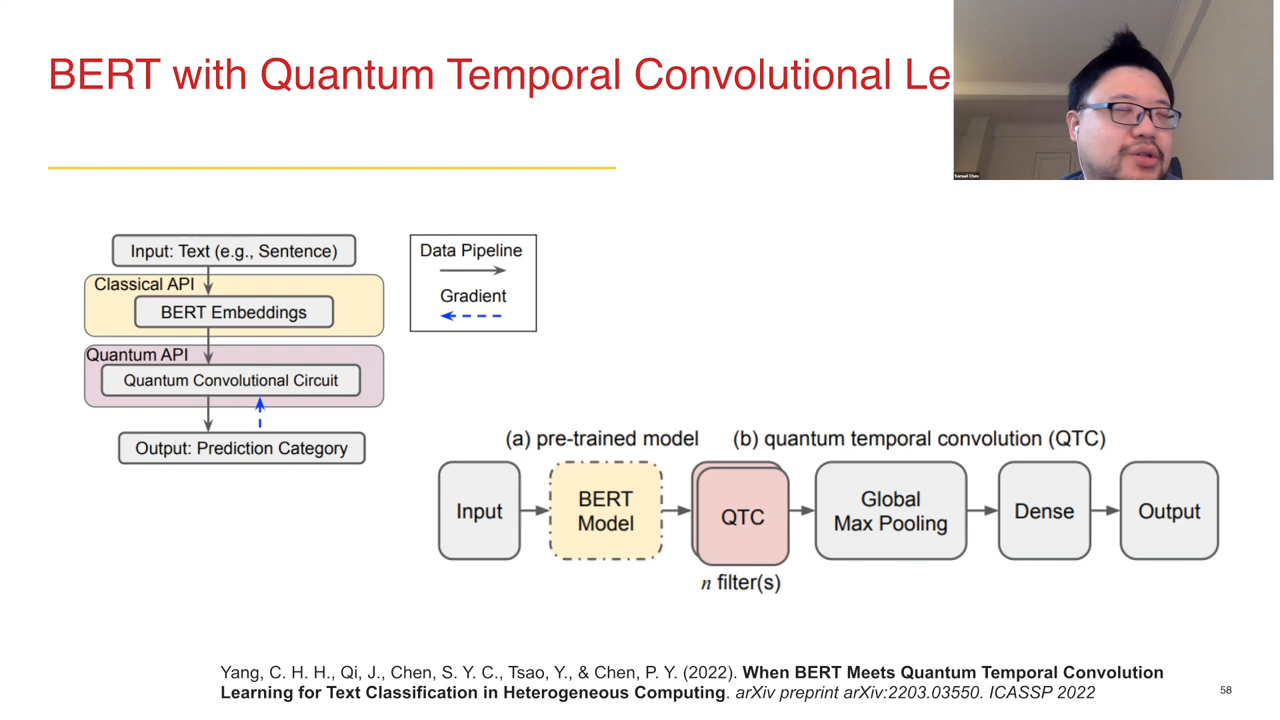 BERT with Quantum Temporal Convolutional Le
Samuel Chen
Input: Text (e.g., Sentence)
Classical API
BERT Embeddings
Quantum API
Quantum Convolutional Circuit
Output: Prediction Category
Data Pipeline
Gradient
(a) pre-trained model
(b) quantum temporal convolution (QTC)
Input
BERT
Model
QTC
n filter(s)
Global
Max Pooling
Dense
Output
Yang, C. H. H., Qi, J., Chen, S. Y. C., Tsao, Y., & Chen, P. Y. (2022). When BERT Meets Quantum Temporal Convolution
Learning for Text Classification in Heterogeneous Computing. arXiv preprint arXiv:2203.03550. ICASSP 2022
58